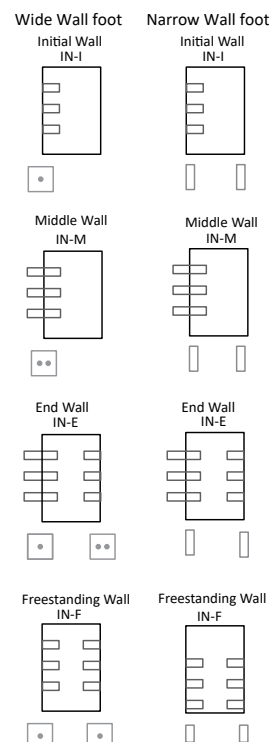 Wide Wall foot
Narrow Wall foot
Initial Wall
IN-I
Initial Wall
IN-I
Middle Wall
IN-M
Middle Wall
IN-M
End Wall
IN-E
End Wall
IN-E
Freestanding Wall
IN-F
Freestanding Wall
IN-F